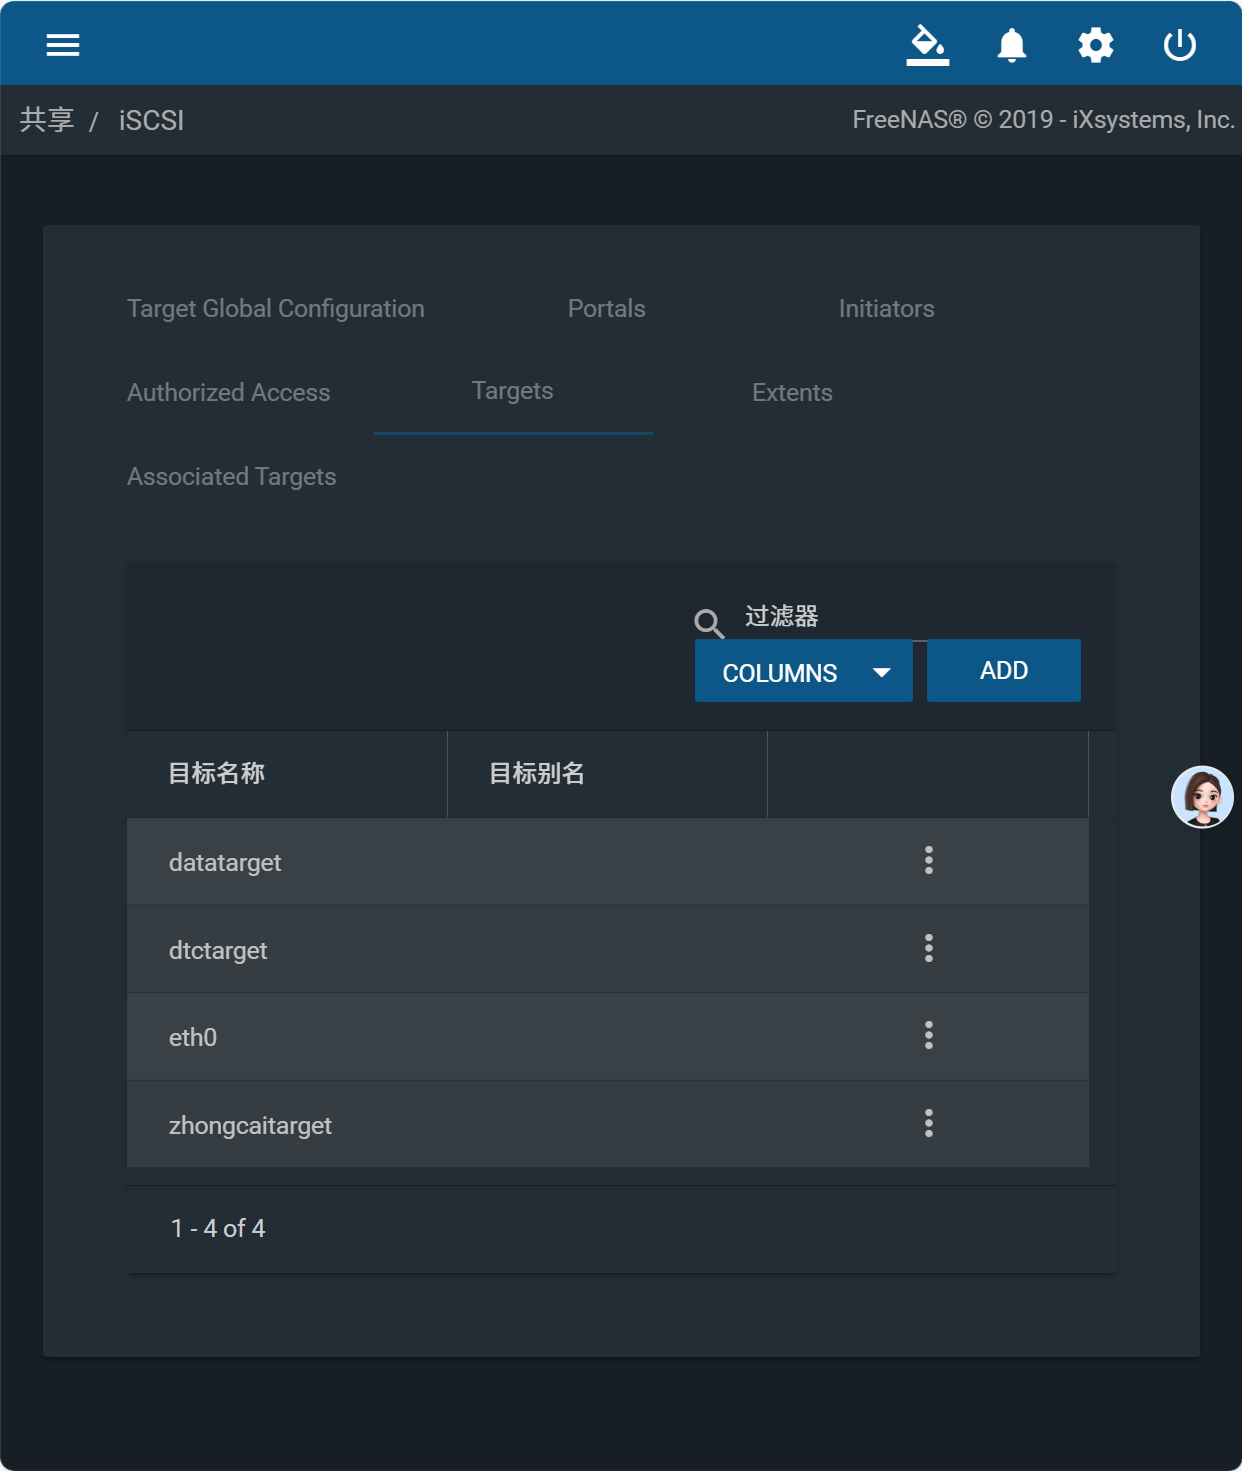 共享 / iSCSI
FreeNAS® © 2019 - iXsystems, Inc.
Target Global Configuration
Portals
Initiators
Authorized Access
Targets
Extents
Associated Targets
过滤器
COLUMNS
ADD
目标名称
目标别名
datatarget
dtctarget
eth0
zhongcaitarget
1 - 4 of 4